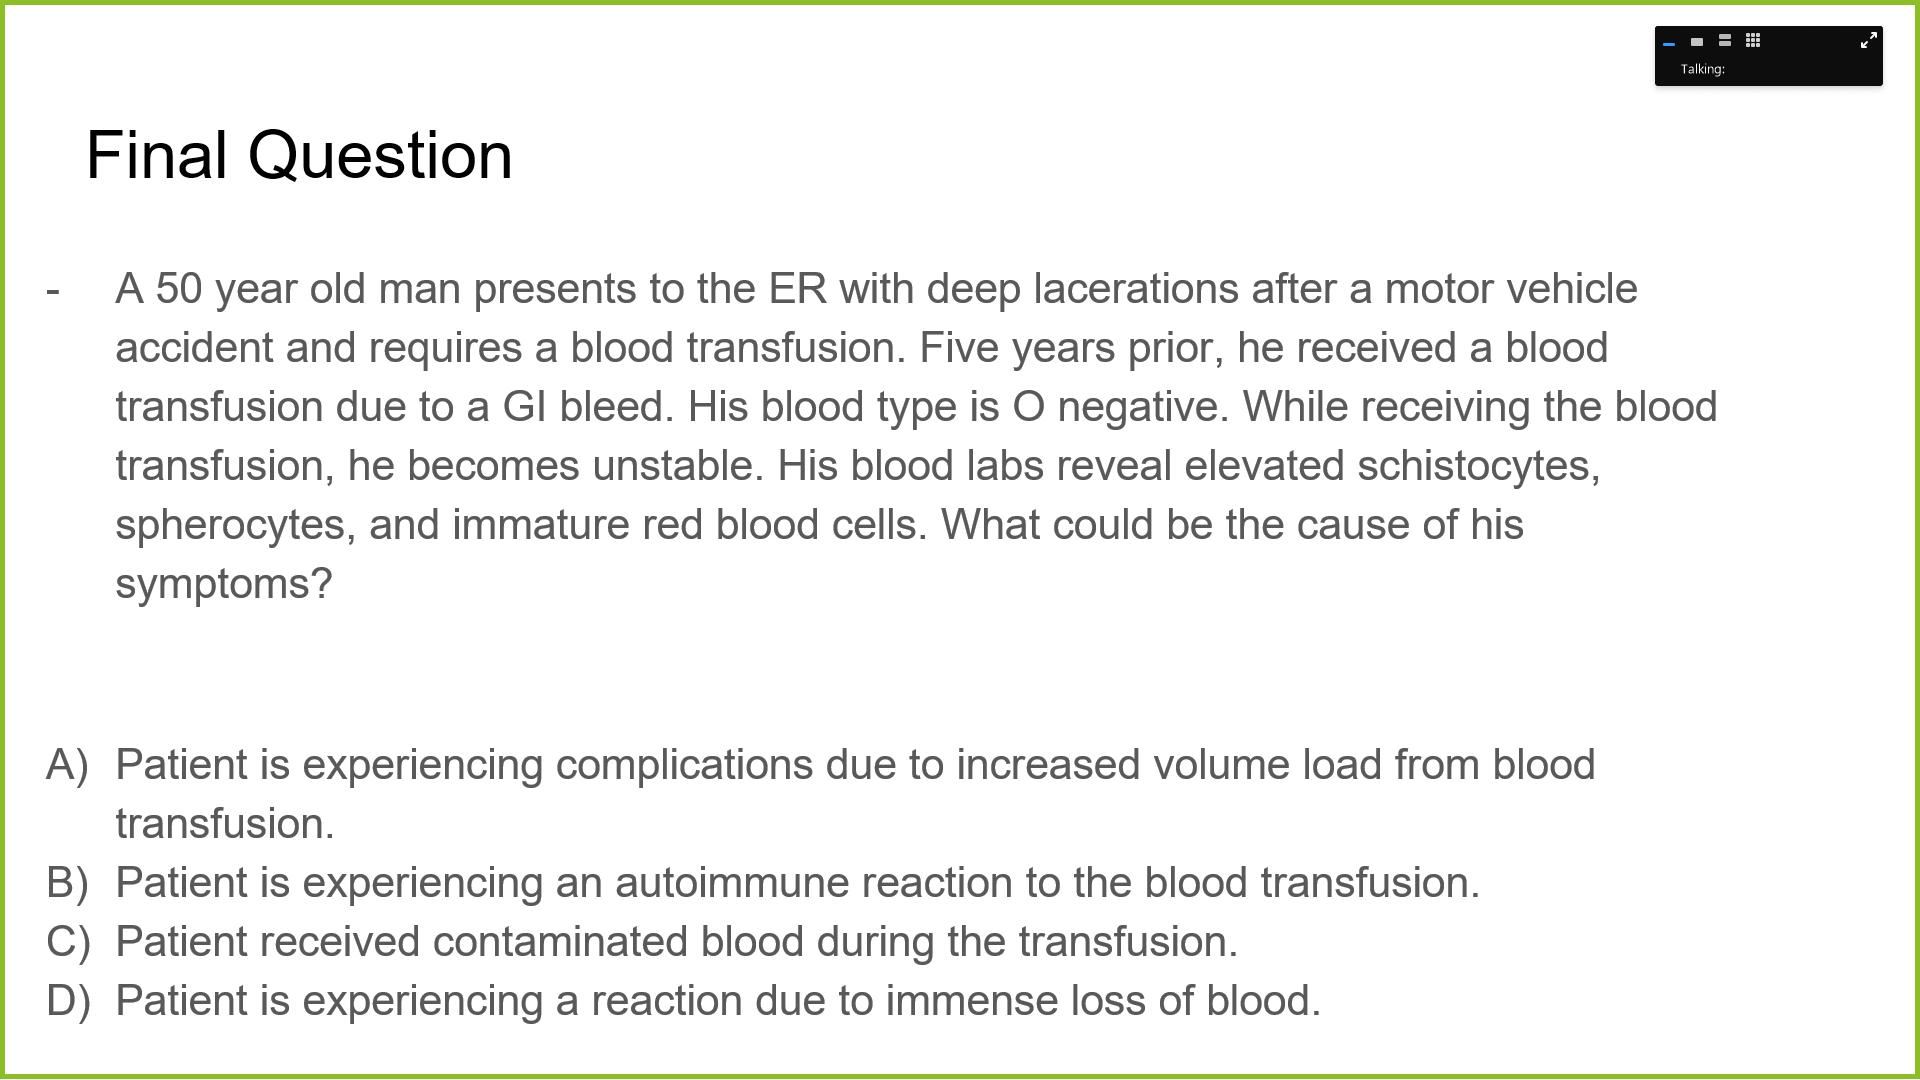 Talking:
Final Question
- A 50 year old man presents to the ER with deep lacerations after a motor vehicle
accident and requires a blood transfusion. Five years prior, he received a blood
transfusion due to a GI bleed. His blood type is O negative. While receiving the blood
transfusion, he becomes unstable. His blood labs reveal elevated schistocytes,
spherocytes, and immature red blood cells. What could be the cause of his
symptoms?
A) Patient is experiencing complications due to increased volume load from blood
transfusion.
B) Patient is experiencing an autoimmune reaction to the blood transfusion.
C) Patient received contaminated blood during the transfusion.
D) Patient is experiencing a reaction due to immense loss of blood.